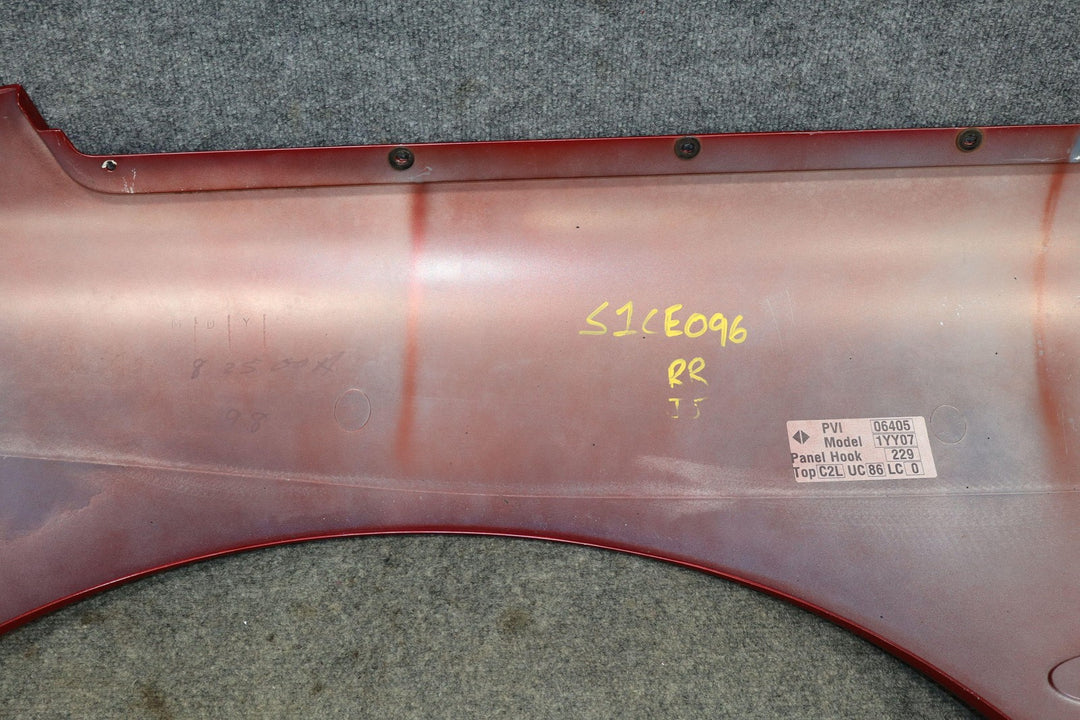 M D Y
S1CE096
RR
PVI 06405
Model 1YY07
Panel Hook 229
Top C2L UC 86 LC 0